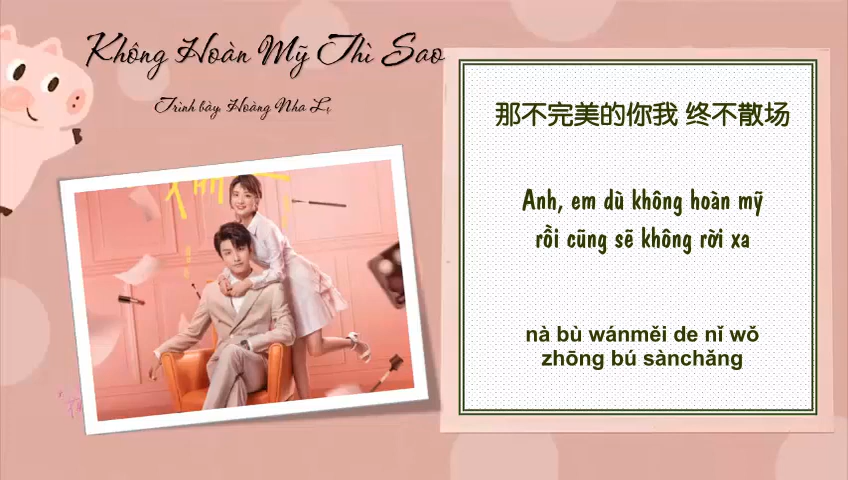 Không Hoàn Mỹ Thì Sao
Trình bày: Hoàng Nha Lị
那不完美的你我 终不散场
Anh, em dù không hoàn mỹ
rồi cũng sẽ không rời xa
nà bù wánměi de nǐ wǒ
zhōng bú sànchǎng